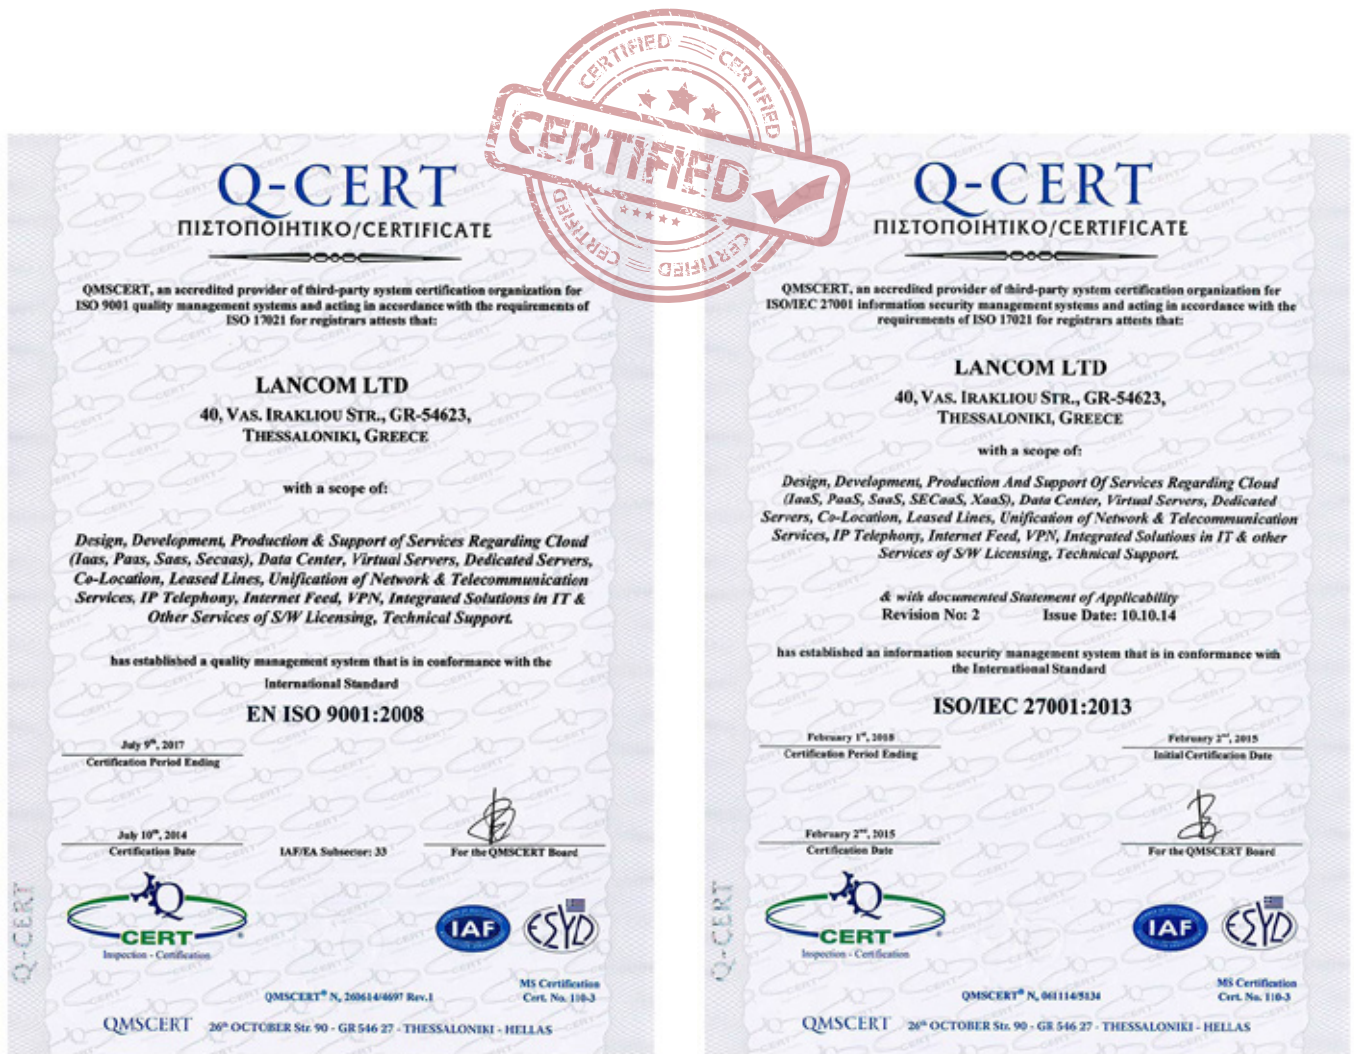 CERTIFIED
CERTIFIED
CERTIFIED
CERTIFIED
CERTIFIED
CERTIFIED
CERTIFIED
CERTIFIED
Q-CERT
ΠΙΣΤΟΠΟΙΗΤΙΚΟ/CERTIFICATE
QMSCERT, an accredited provider of third-party system certification organization for
ISO 9001 quality management systems and acting in accordance with the requirements of
ISO 17021 for registrars attests that:
LANCOM LTD
40, VAS. IRAKLIOU STR., GR-54623,
THESSALONIKI, GREECE
with a scope of:
Design, Development, Production & Support of Services Regarding Cloud
(Iaas, Paas, Saas, Secaas), Data Center, Virtual Servers, Dedicated Servers,
Co-Location, Leased Lines, Unification of Network & Telecommunication
Services, IP Telephony, Internet Feed, VPN, Integrated Solutions in IT &
Other Services of S/W Licensing, Technical Support.
has established a quality management system that is in conformance with the
International Standard
EN ISO 9001:2008
July 9th, 2017
Certification Period Ending
July 10th, 2014
Certification Date
IAF/EA Subsector: 33
For the QMSCERT Board
Q-CERT
Q
CERT
Inspection - Certification
IAF
ΕΣΥD
MS Certification
Cert. No. 110-3
QMSCERT® N, 260614/4697 Rev.1
QMSCERT 26th OCTOBER Str. 90 - GR 546 27 - THESSALONIKI - HELLAS
Q-CERT
ΠΙΣΤΟΠΟΙΗΤΙΚΟ/CERTIFICATE
QMSCERT, an accredited provider of third-party system certification organization for
ISO/IEC 27001 information security management systems and acting in accordance with the
requirements of ISO 17021 for registrars attests that:
LANCOM LTD
40, VAS. IRAKLIOU STR., GR-54623,
THESSALONIKI, GREECE
with a scope of:
Design, Development, Production And Support Of Services Regarding Cloud
(IaaS, PaaS, SaaS, SECaaS, XaaS), Data Center, Virtual Servers, Dedicated
Servers, Co-Location, Leased Lines, Unification of Network & Telecommunication
Services, IP Telephony, Internet Feed, VPN, Integrated Solutions in IT & other
Services of S/W Licensing, Technical Support.
& with documented Statement of Applicability
Revision No: 2 Issue Date: 10.10.14
has established an information security management system that is in conformance with
the International Standard
ISO/IEC 27001:2013
February 1st, 2018
Certification Period Ending
February 2nd, 2015
Initial Certification Date
February 2nd, 2015
Certification Date
For the QMSCERT Board
Q-CERT
Q
CERT
Inspection - Certification
IAF
ΕΣΥD
MS Certification
Cert. No. 110-3
QMSCERT® N, 061114/5134
QMSCERT 26th OCTOBER Str. 90 - GR 546 27 - THESSALONIKI - HELLAS